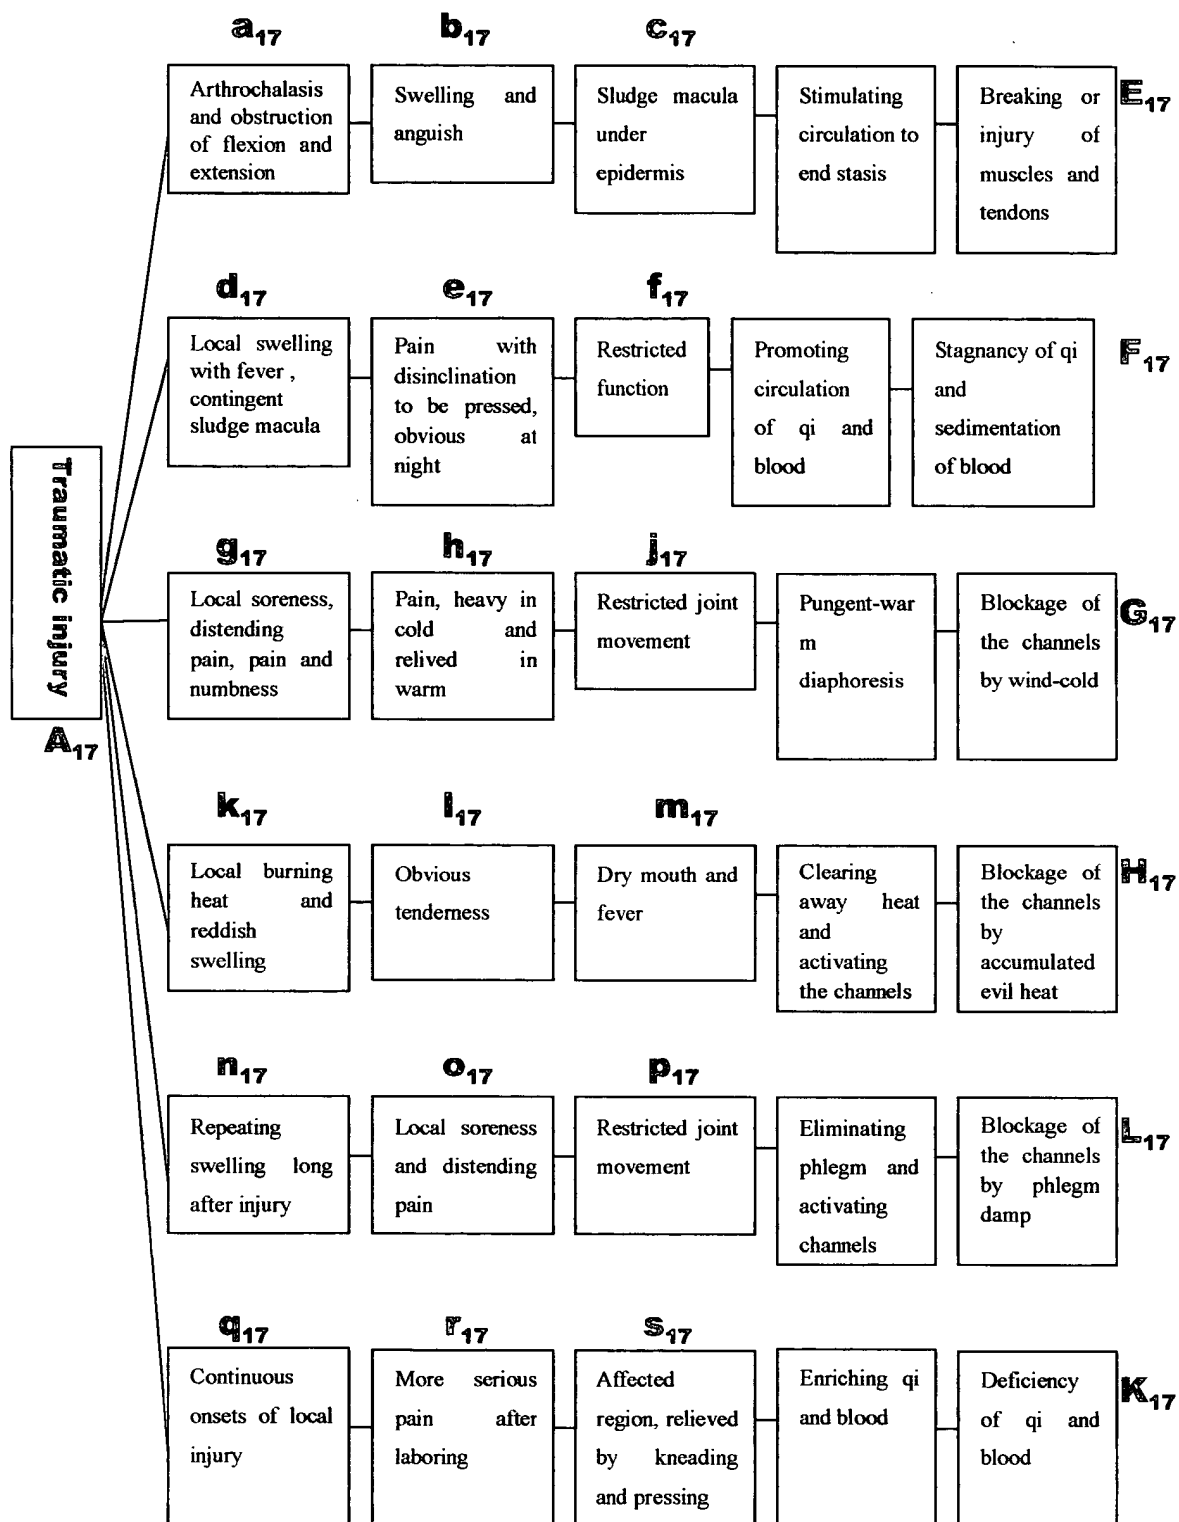 a17 b17 c17
Arthrochalasis
and obstruction
of flexion and
extension
Swelling and
anguish
Sludge macula
under
epidermis
Stimulating
circulation to
end stasis
Breaking or
injury of
muscles and
tendons
E17
d17 e17 f17
Local swelling
with fever ,
contingent
sludge macula
Pain with
disinclination
to be pressed,
obvious at
night
Restricted
function
Promoting
circulation
of qi and
blood
Stagnancy of qi
and
sedimentation
of blood
F17
Traumatic injury
A17
g17 h17 j17
Local soreness,
distending
pain, pain and
numbness
Pain, heavy in
cold and
relived in
warm
Restricted joint
movement
Pungent-war
m
diaphoresis
Blockage of
the channels
by wind-cold
G17
k17 l17 m17
Local burning
heat and
reddish
swelling
Obvious
tenderness
Dry mouth and
fever
Clearing
away heat
and
activating
the channels
Blockage of
the channels
by
accumulated
evil heat
H17
n17 o17 p17
Repeating
swelling long
after injury
Local soreness
and distending
pain
Restricted joint
movement
Eliminating
phlegm and
activating
channels
Blockage of
the channels
by phlegm
damp
L17
q17 r17 s17
Continuous
onsets of local
injury
More serious
pain after
laboring
Affected
region, relieved
by kneading
and pressing
Enriching qi
and blood
Deficiency
of qi and
blood
K17